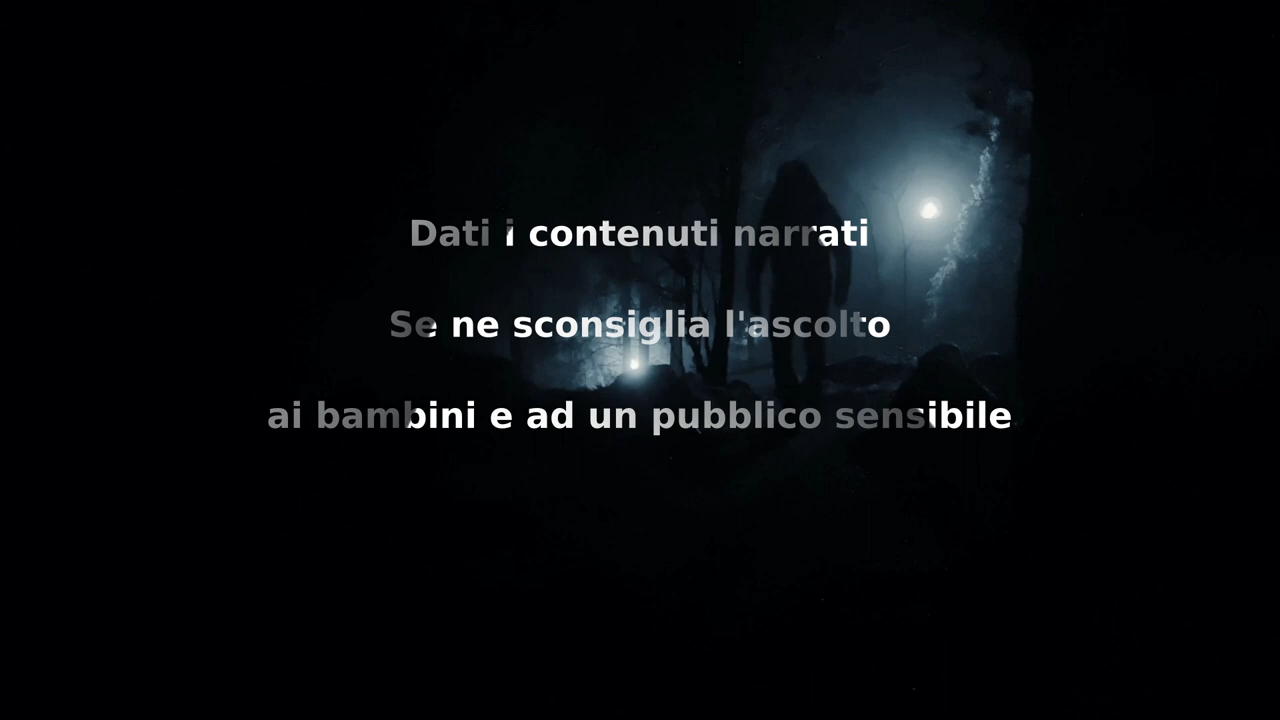 Dati i contenuti narrati
Se ne sconsiglia l'ascolto
ai bambini e ad un pubblico sensibile